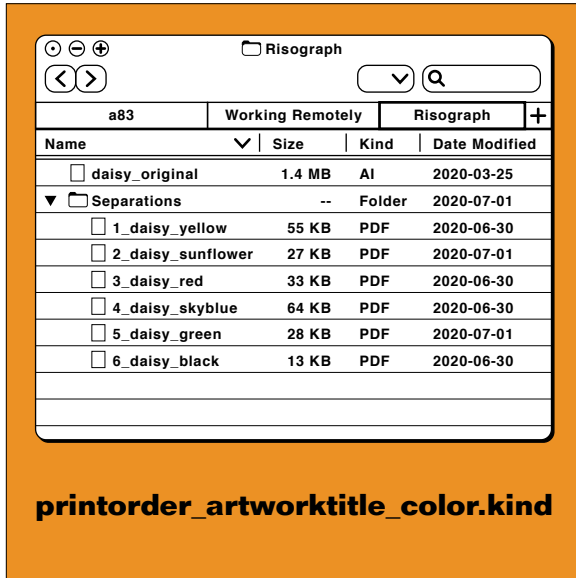 Risograph
a83 Working Remotely Risograph +
Name Size Kind Date Modified
daisy_original 1.4 MB AI 2020-03-25
Separations -- Folder 2020-07-01
1_daisy_yellow 55 KB PDF 2020-06-30
2_daisy_sunflower 27 KB PDF 2020-07-01
3_daisy_red 33 KB PDF 2020-06-30
4_daisy_skyblue 64 KB PDF 2020-06-30
5_daisy_green 28 KB PDF 2020-07-01
6_daisy_black 13 KB PDF 2020-06-30
printorder_artworktitle_color.kind